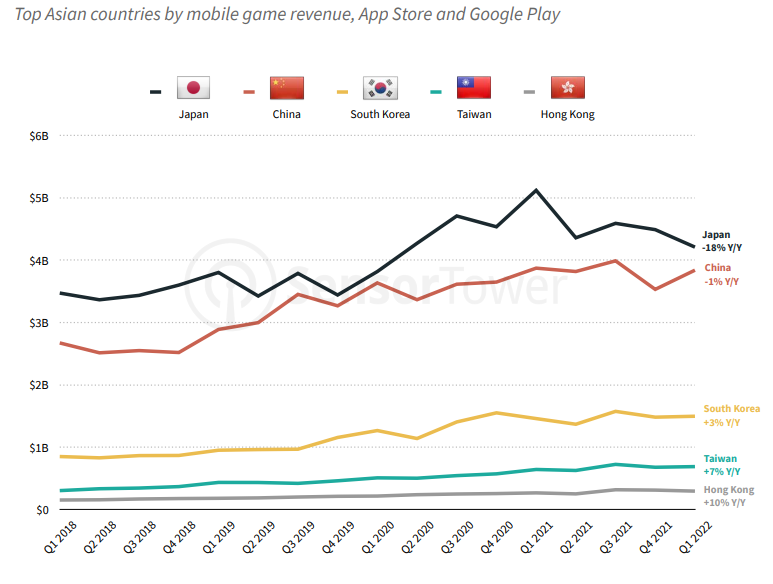 Top Asian countries by mobile game revenue, App Store and Google Play
Japan
China
South Korea
Taiwan
Hong Kong
$6B
$5B
$4B
$3B
$2B
$1B
$0
SensorTower
Japan
-18% Y/Y
China
-1% Y/Y
South Korea
+3% Y/Y
Taiwan
+7% Y/Y
Hong Kong
+10% Y/Y
Q1 2018
Q2 2018
Q3 2018
Q4 2018
Q1 2019
Q2 2019
Q3 2019
Q4 2019
Q1 2020
Q2 2020
Q3 2020
Q4 2020
Q1 2021
Q2 2021
Q3 2021
Q4 2021
Q1 2022